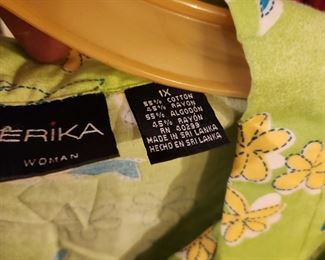 ERIKA
WOMAN
1X
55% COTTON
45% RAYON
55% ALGODON
45% RAYON
RN 40299
MADE IN SRI LANKA
HECHO EN SRI LANKA